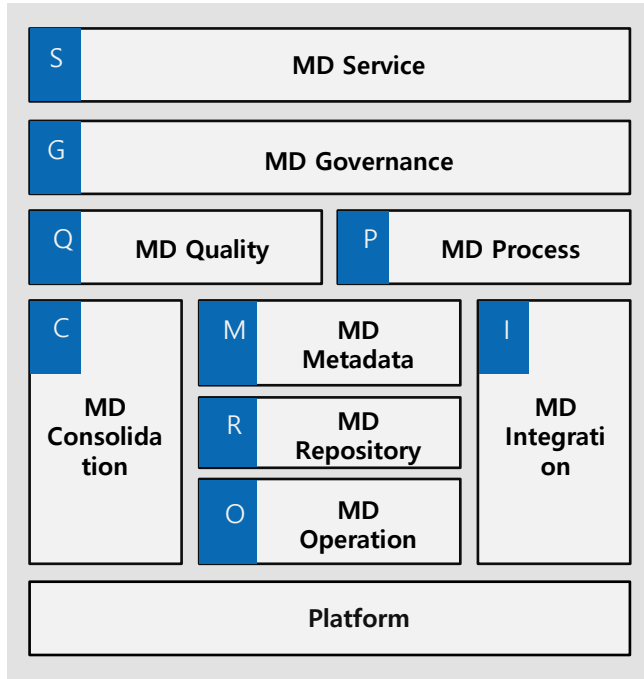 S
MD Service
G
MD Governance
Q
MD Quality
P
MD Process
C
MD
Consolida
tion
M
MD
Metadata
R
MD
Repository
O
MD
Operation
I
MD
Integrati
on
Platform